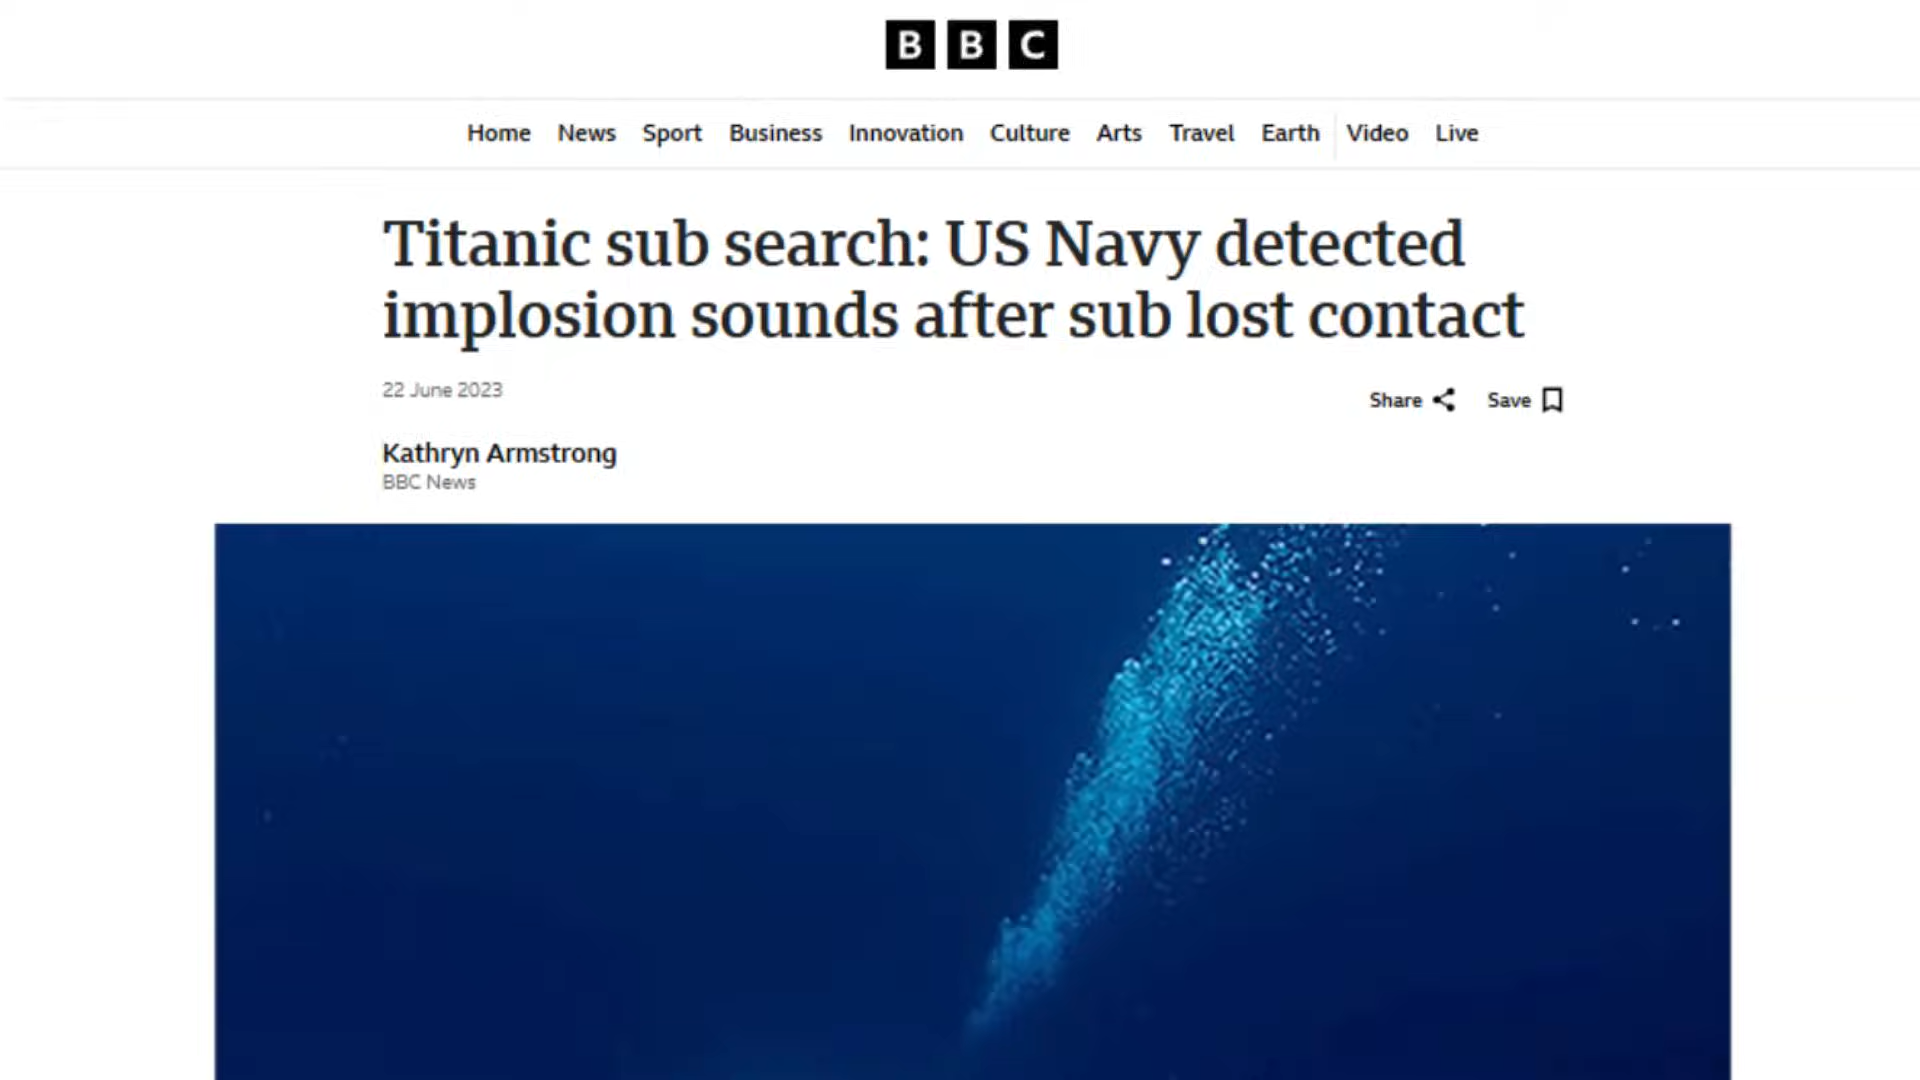 BBC
Home News Sport Business Innovation Culture Arts Travel Earth Video Live
Titanic sub search: US Navy detected
implosion sounds after sub lost contact
22 June 2023
Share Save
Kathryn Armstrong
BBC News